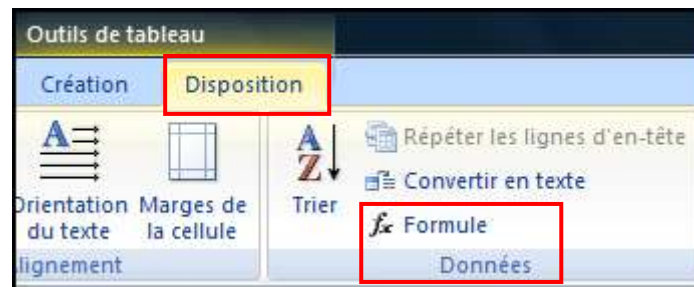 Outils de tableau
Création Disposition
Orientation du texte
Marges de la cellule
Trier
Répéter les lignes d'en-tête
Convertir en texte
Formule
lignement
Données